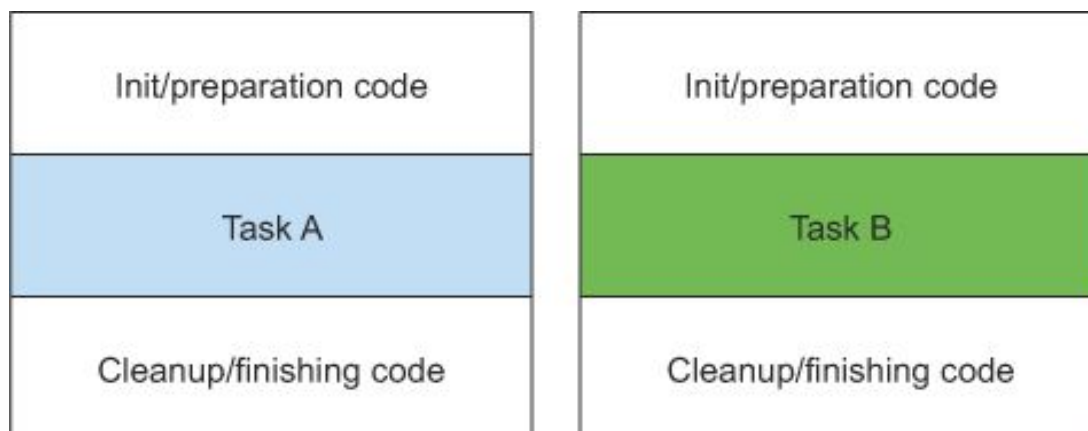 Init/preparation code
Task A
Cleanup/finishing code
Init/preparation code
Task B
Cleanup/finishing code